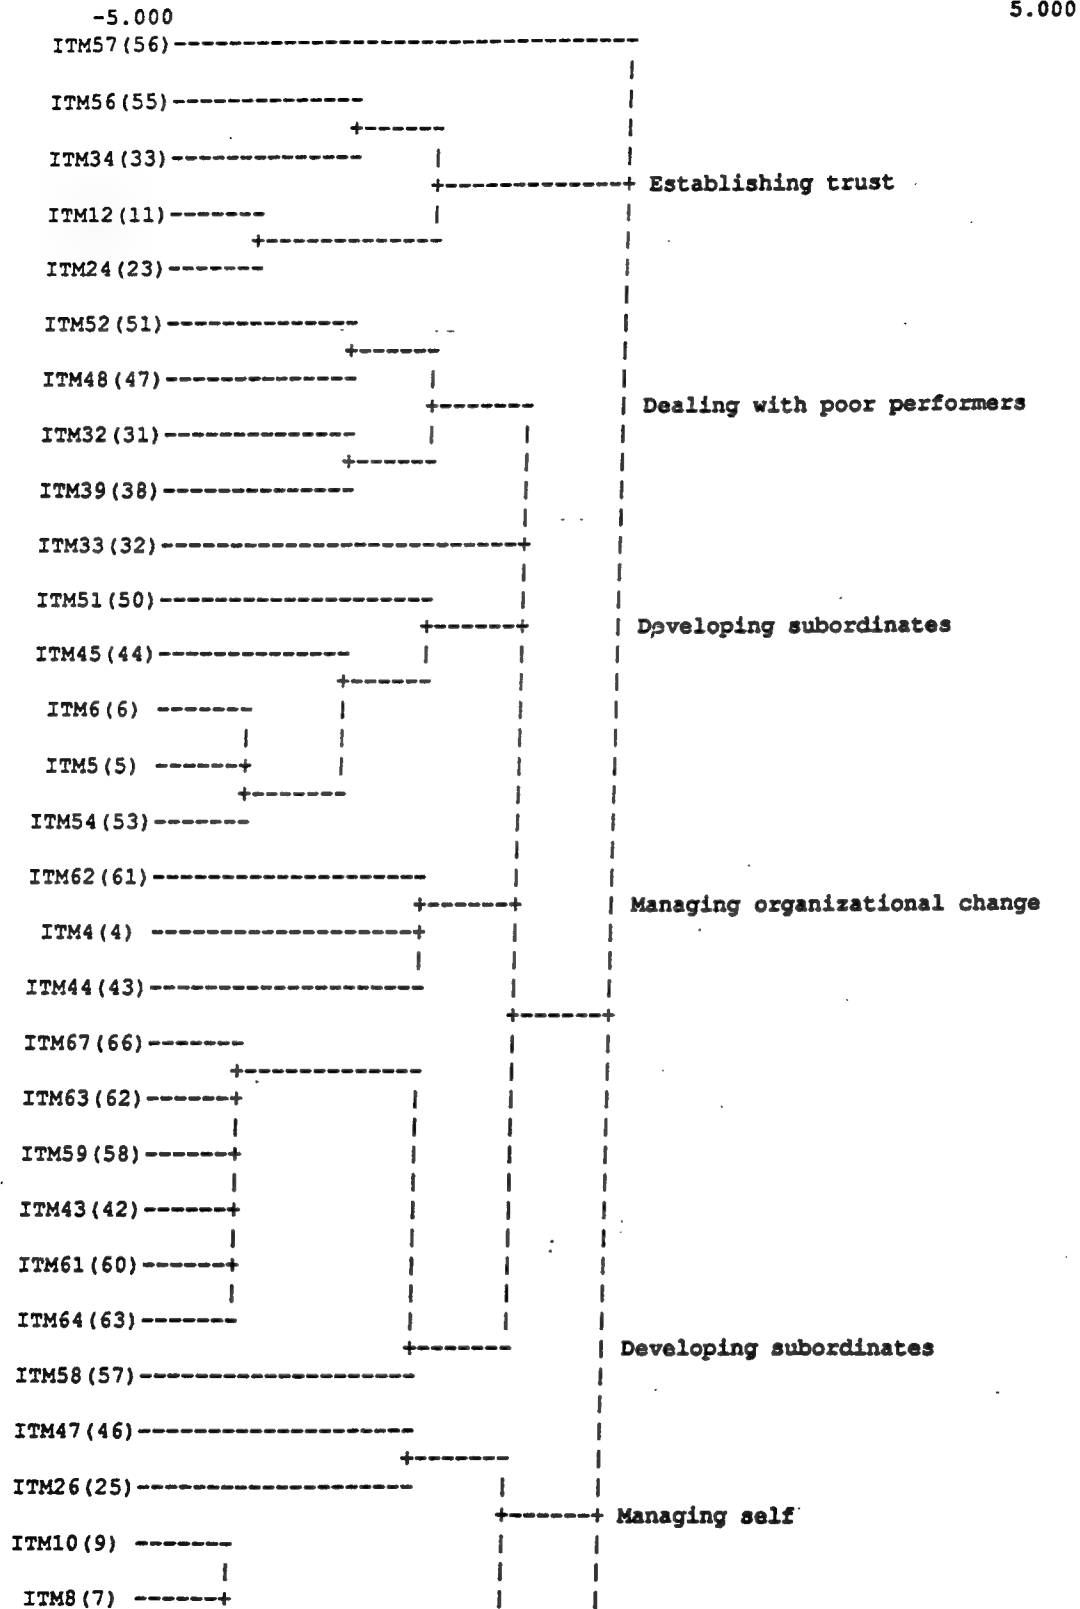 -5.000 5.000
ITM57(56)
ITM56(55)
ITM34(33)
Establishing trust
ITM12(11)
ITM24(23)
ITM52(51)
ITM48(47)
Dealing with poor performers
ITM32(31)
ITM39(38)
ITM33(32)
ITM51(50)
Developing subordinates
ITM45(44)
ITM6(6)
ITM5(5)
ITM54(53)
ITM62(61)
Managing organizational change
ITM4(4)
ITM44(43)
ITM67(66)
ITM63(62)
ITM59(58)
ITM43(42)
ITM61(60)
ITM64(63)
Developing subordinates
ITM58(57)
ITM47(46)
ITM26(25)
Managing self
ITM10(9)
ITM8(7)